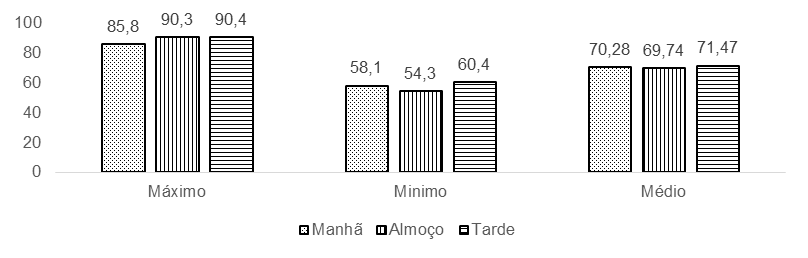 100
80
60
40
20
0
85,8
90,3
90,4
58,1
54,3
60,4
70,28
69,74
71,47
Máximo
Minimo
Médio
Manhã
Almoço
Tarde